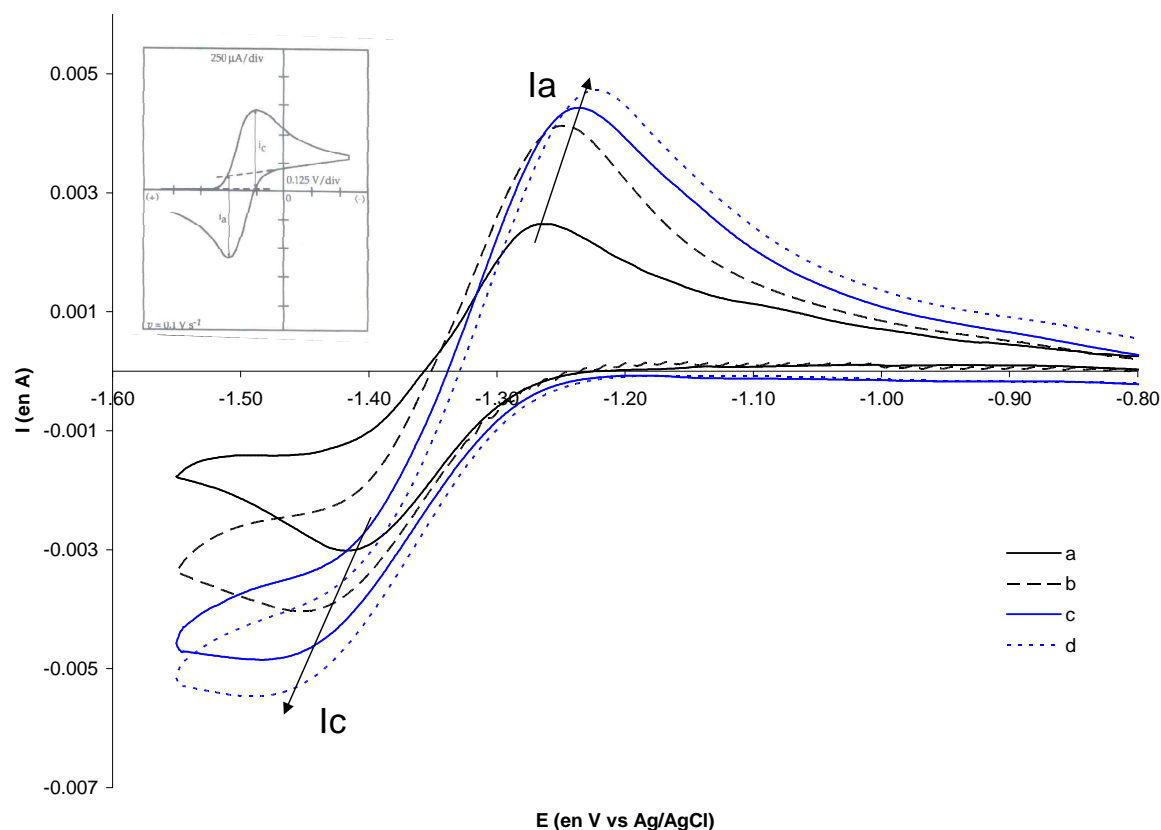 250 µA/div
i_c
0.125 V/div
(+)
0
(-)
i_a
v = 0.1 V s⁻¹
Ia
Ic
I (en A)
0.005
0.003
0.001
-0.001
-0.003
-0.005
-0.007
-1.60 -1.50 -1.40 -1.30 -1.20 -1.10 -1.00 -0.90 -0.80
a
b
c
d
E (en V vs Ag/AgCl)